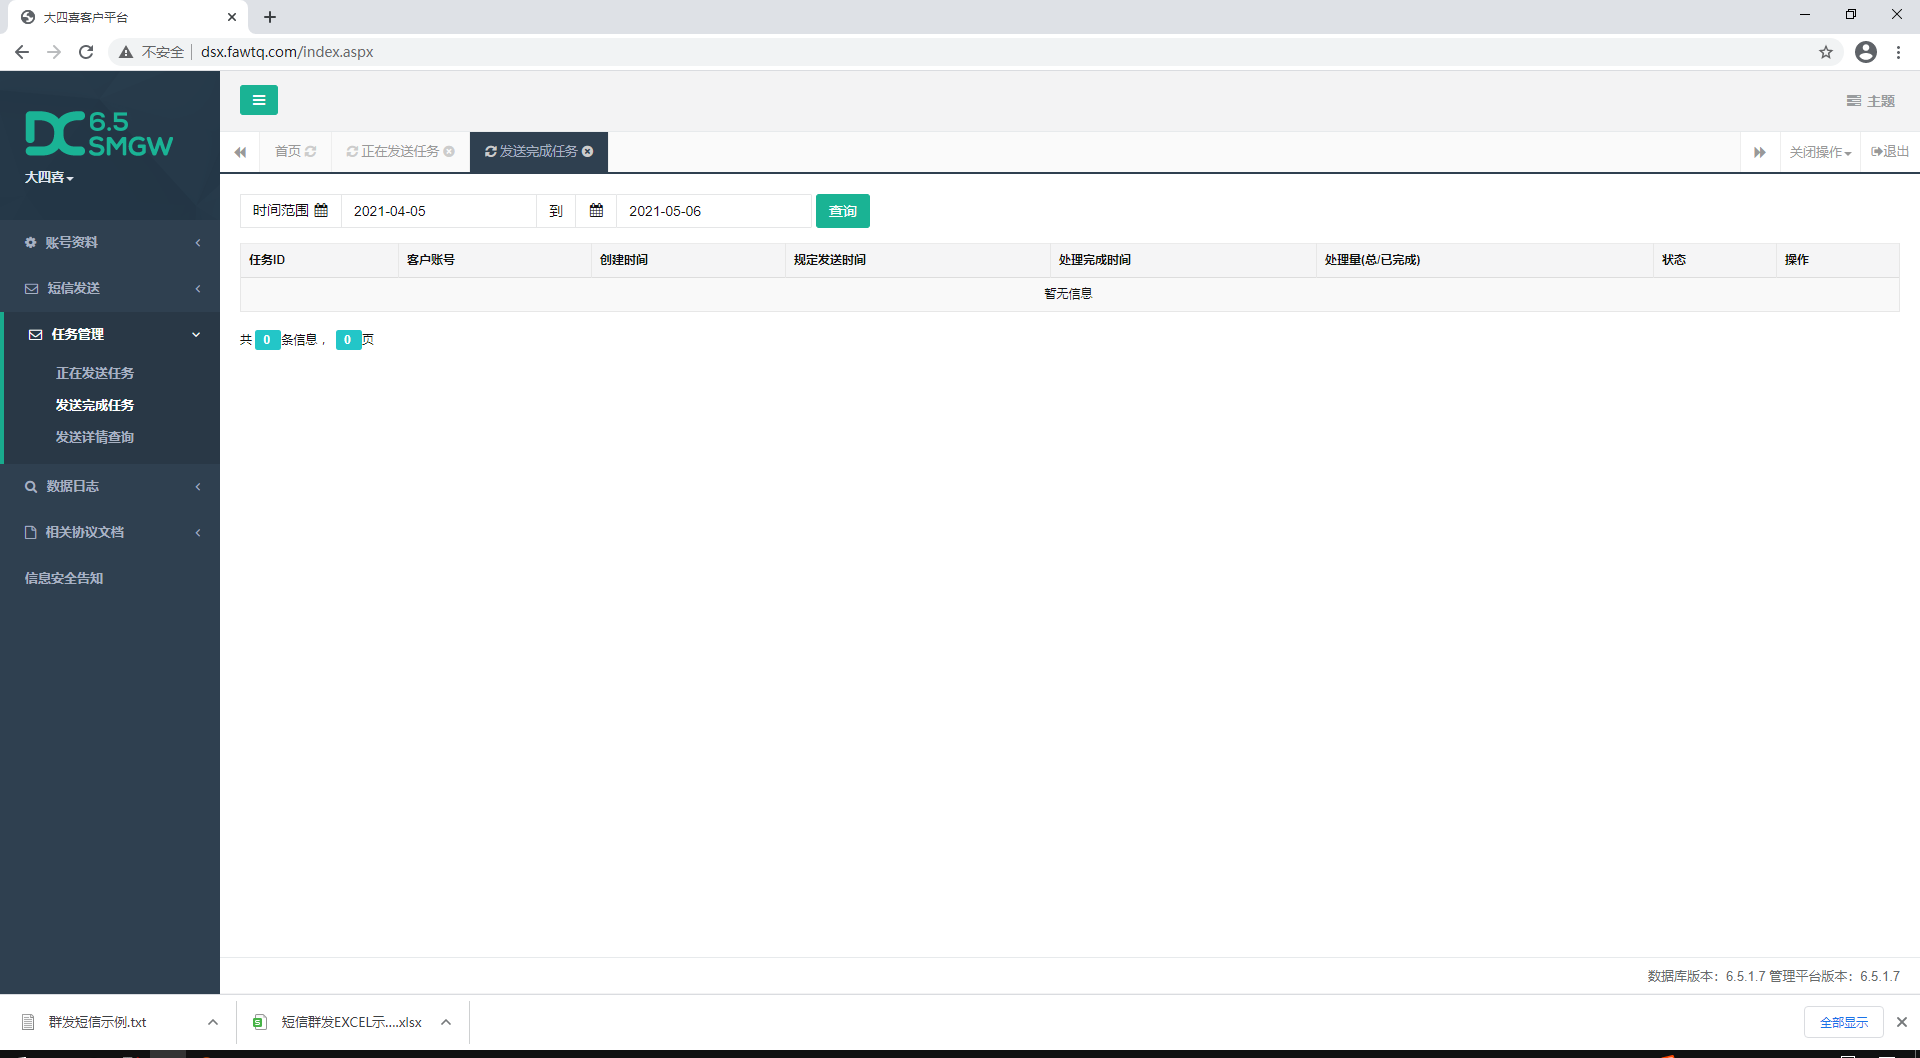 大四喜客户平台
不安全 dsx.fawtq.com/index.aspx
DC 6.5 SMGW
大四喜
账号资料
短信发送
任务管理
正在发送任务
发送完成任务
发送详情查询
数据日志
相关协议文档
信息安全告知
主题
首页 正在发送任务 发送完成任务 关闭操作 退出
时间范围 2021-04-05 到 2021-05-06 查询
任务ID 客户账号 创建时间 规定发送时间 处理完成时间 处理量(总/已完成) 状态 操作
暂无信息
共 0 条信息， 0 页
数据库版本：6.5.1.7 管理平台版本：6.5.1.7
群发短信示例.txt 短信群发EXCEL示....xlsx 全部显示